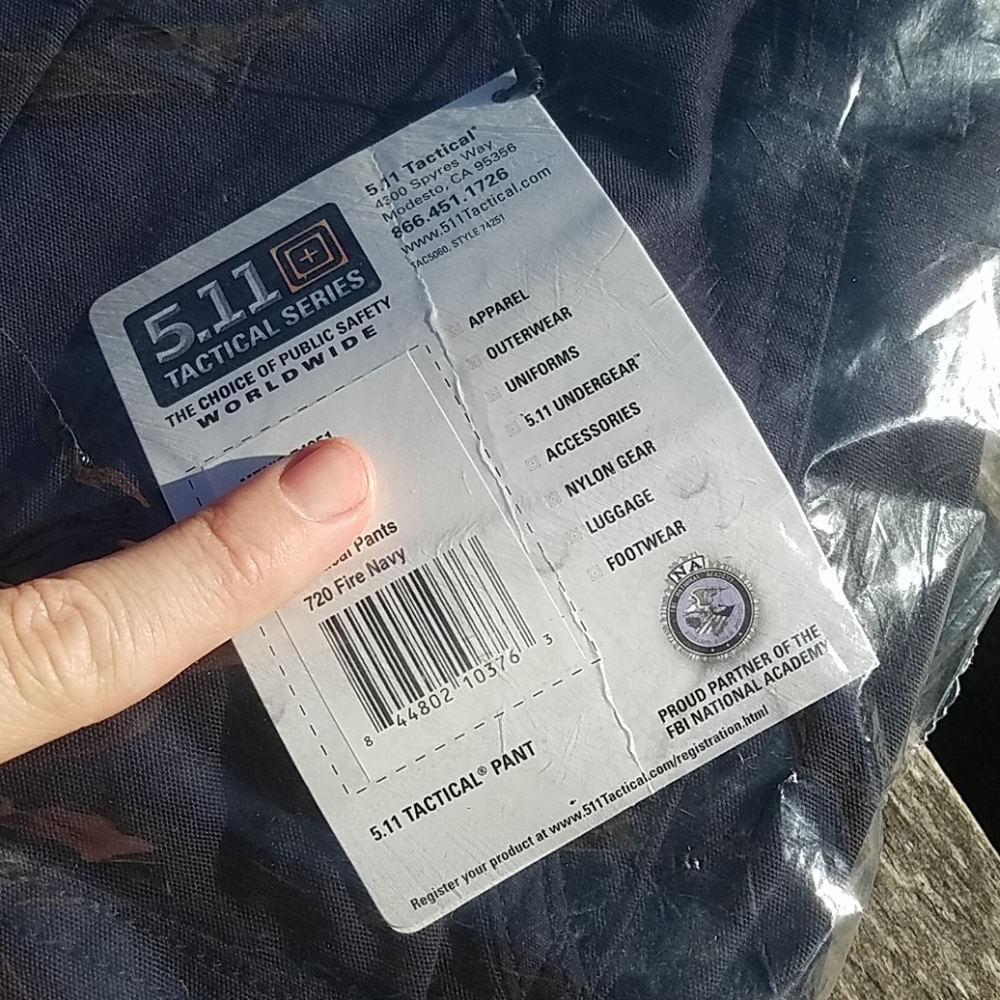 5.11 Tactical®
4300 Spyres Way
Modesto, CA 95356
866.451.1726
www.511Tactical.com
TAC5060, STYLE 74251
5.11
TACTICAL SERIES
THE CHOICE OF PUBLIC SAFETY
WORLDWIDE
APPAREL
OUTERWEAR
UNIFORMS
5.11 UNDERGEAR™
ACCESSORIES
NYLON GEAR
LUGGAGE
FOOTWEAR
Pants
720 Fire Navy
8 44802 10376 3
NA
PROUD PARTNER OF THE
FBI NATIONAL ACADEMY
5.11 TACTICAL® PANT
Register your product at www.511Tactical.com/registration.html